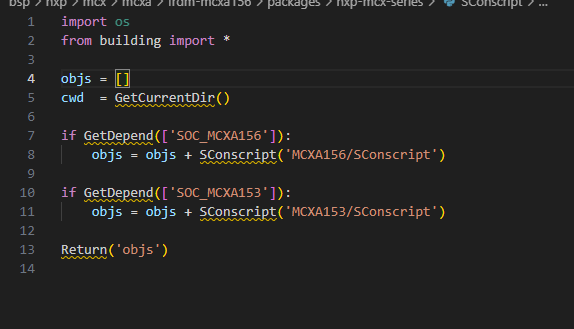 bsp > nxp > mcx > mcxa > frdm-mcxa156 > packages > nxp-mcx-series > SConscript > ...
1 import os
2 from building import *
3
4 objs = []
5 cwd  = GetCurrentDir()
6
7 if GetDepend(['SOC_MCXA156']):
8     objs = objs + SConscript('MCXA156/SConscript')
9
10 if GetDepend(['SOC_MCXA153']):
11     objs = objs + SConscript('MCXA153/SConscript')
12
13 Return('objs')
14